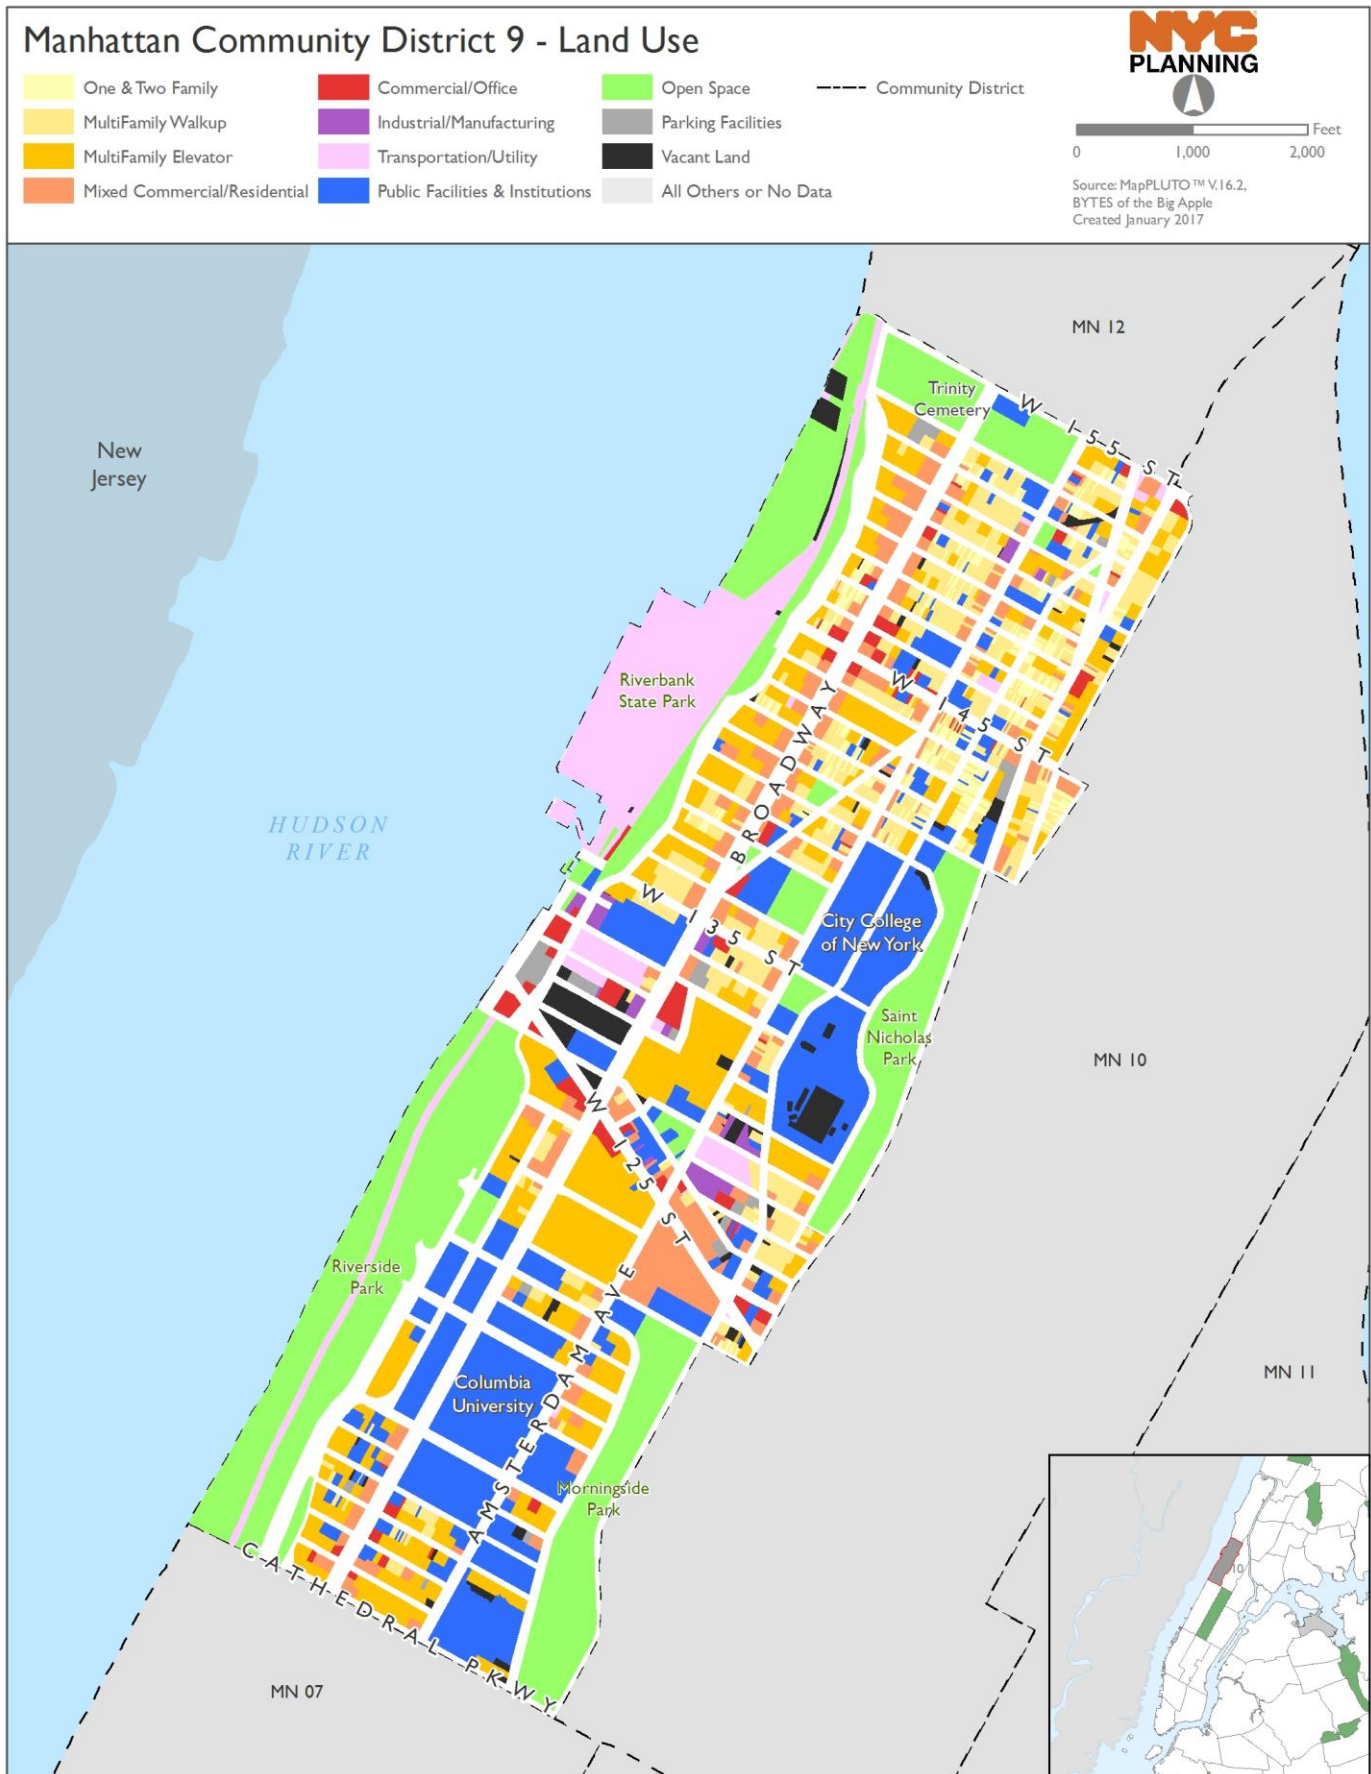 Manhattan Community District 9 - Land Use
One & Two Family
MultiFamily Walkup
MultiFamily Elevator
Mixed Commercial/Residential
Commercial/Office
Industrial/Manufacturing
Transportation/Utility
Public Facilities & Institutions
Open Space
Parking Facilities
Vacant Land
All Others or No Data
Community District
NYC
PLANNING
Feet
0 1,000 2,000
Source: MapPLUTO™ V.16.2,
BYTES of the Big Apple
Created January 2017
MN 12
Trinity
Cemetery
W 155 ST
New
Jersey
Riverbank
State Park
BROADWAY
W 145 ST
HUDSON
RIVER
W 135 ST
City College
of New York
Saint
Nicholas
Park
MN 10
W 125 ST
Riverside
Park
AMSTERDAM AVE
MN 11
Columbia
University
Morningside
Park
CATHEDRAL PKWY
MN 07
10